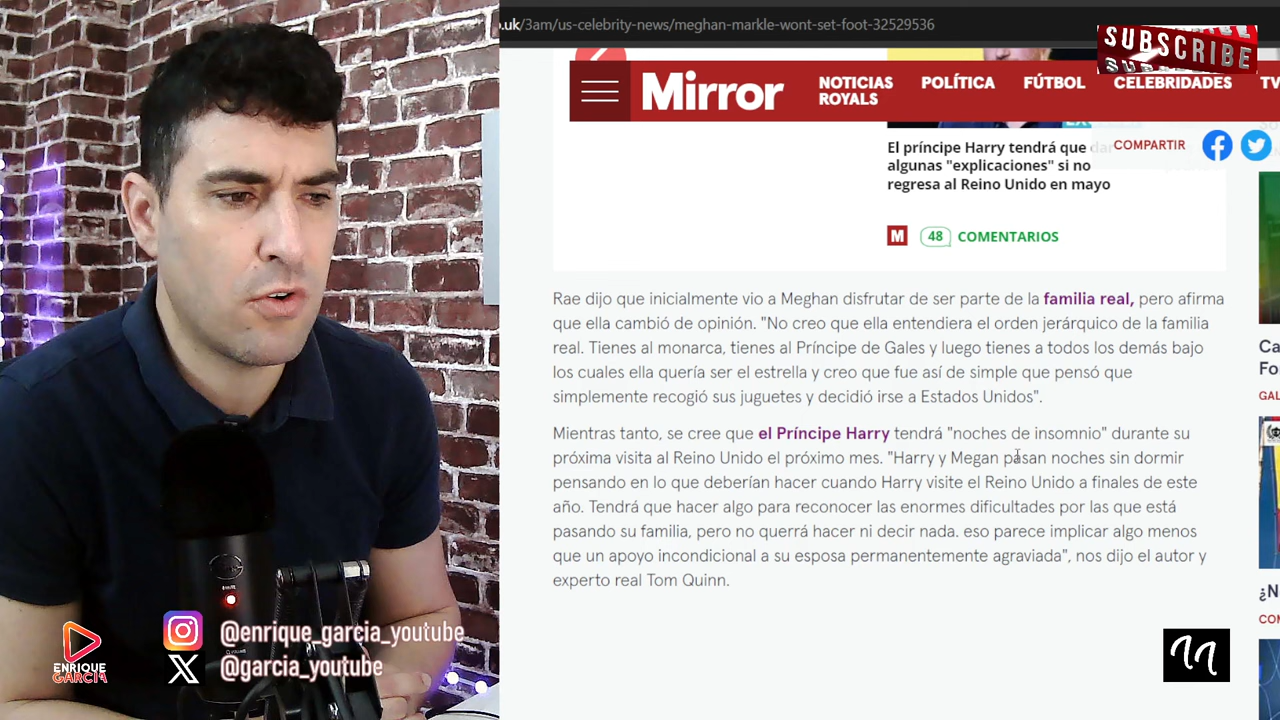 .uk/3am/us-celebrity-news/meghan-markle-wont-set-foot-32529536
SUBSCRIBE
Mirror
NOTICIAS ROYALS
POLÍTICA
FÚTBOL
CELEBRIDADES
TV
COMPARTIR
El príncipe Harry tendrá que dar
algunas "explicaciones" si no
regresa al Reino Unido en mayo
M 48 COMENTARIOS
Rae dijo que inicialmente vio a Meghan disfrutar de ser parte de la familia real, pero afirma
que ella cambió de opinión. "No creo que ella entendiera el orden jerárquico de la familia
real. Tienes al monarca, tienes al Príncipe de Gales y luego tienes a todos los demás bajo
los cuales ella quería ser el estrella y creo que fue así de simple que pensó que
simplemente recogió sus juguetes y decidió irse a Estados Unidos".
Mientras tanto, se cree que el Príncipe Harry tendrá "noches de insomnio" durante su
próxima visita al Reino Unido el próximo mes. "Harry y Megan pasan noches sin dormir
pensando en lo que deberían hacer cuando Harry visite el Reino Unido a finales de este
año. Tendrá que hacer algo para reconocer las enormes dificultades por las que está
pasando su familia, pero no querrá hacer ni decir nada. eso parece implicar algo menos
que un apoyo incondicional a su esposa permanentemente agraviada", nos dijo el autor y
experto real Tom Quinn.
Ca
Fo
GAL
¿N
COM
@enrique_garcia_youtube
@garcia_youtube
ENRIQUE
GARCIA